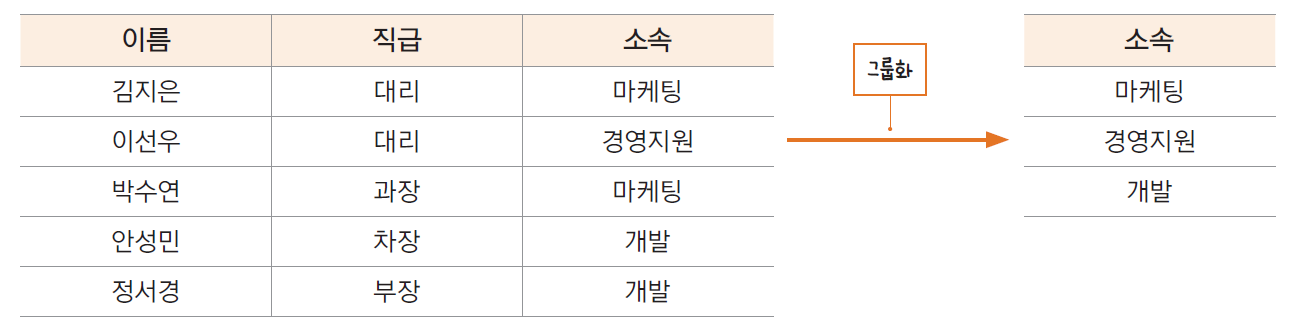 이름 직급 소속
김지은 대리 마케팅
이선우 대리 경영지원
박수연 과장 마케팅
안성민 차장 개발
정서경 부장 개발
그룹화
소속
마케팅
경영지원
개발